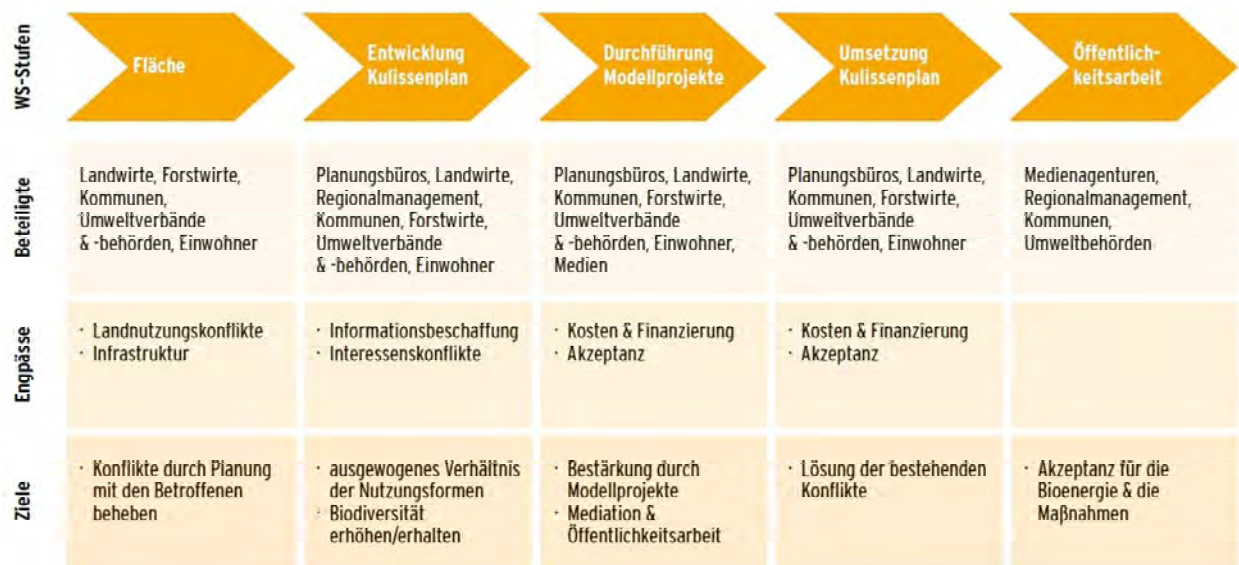 WS-Stufen
Fläche
Entwicklung
Kulissenplan
Durchführung
Modellprojekte
Umsetzung
Kulissenplan
Öffentlich-
keitsarbeit
Beteiligte
Landwirte, Forstwirte,
Kommunen,
Umweltverbände
& -behörden, Einwohner
Planungsbüros, Landwirte,
Regionalmanagement,
Kommunen, Forstwirte,
Umweltverbände
& -behörden, Einwohner
Planungsbüros, Landwirte,
Kommunen, Forstwirte,
Umweltverbände
& -behörden, Einwohner,
Medien
Planungsbüros, Landwirte,
Kommunen, Forstwirte,
Umweltverbände
& -behörden, Einwohner
Medienagenturen,
Regionalmanagement,
Kommunen,
Umweltbehörden
Engpässe
· Landnutzungskonflikte
· Infrastruktur
· Informationsbeschaffung
· Interessenskonflikte
· Kosten & Finanzierung
· Akzeptanz
· Kosten & Finanzierung
· Akzeptanz
Ziele
· Konflikte durch Planung
mit den Betroffenen
beheben
· ausgewogenes Verhältnis
der Nutzungsformen
· Biodiversität
erhöhen/erhalten
· Bestärkung durch
Modellprojekte
· Mediation &
Öffentlichkeitsarbeit
· Lösung der bestehenden
Konflikte
· Akzeptanz für die
Bioenergie & die
Maßnahmen